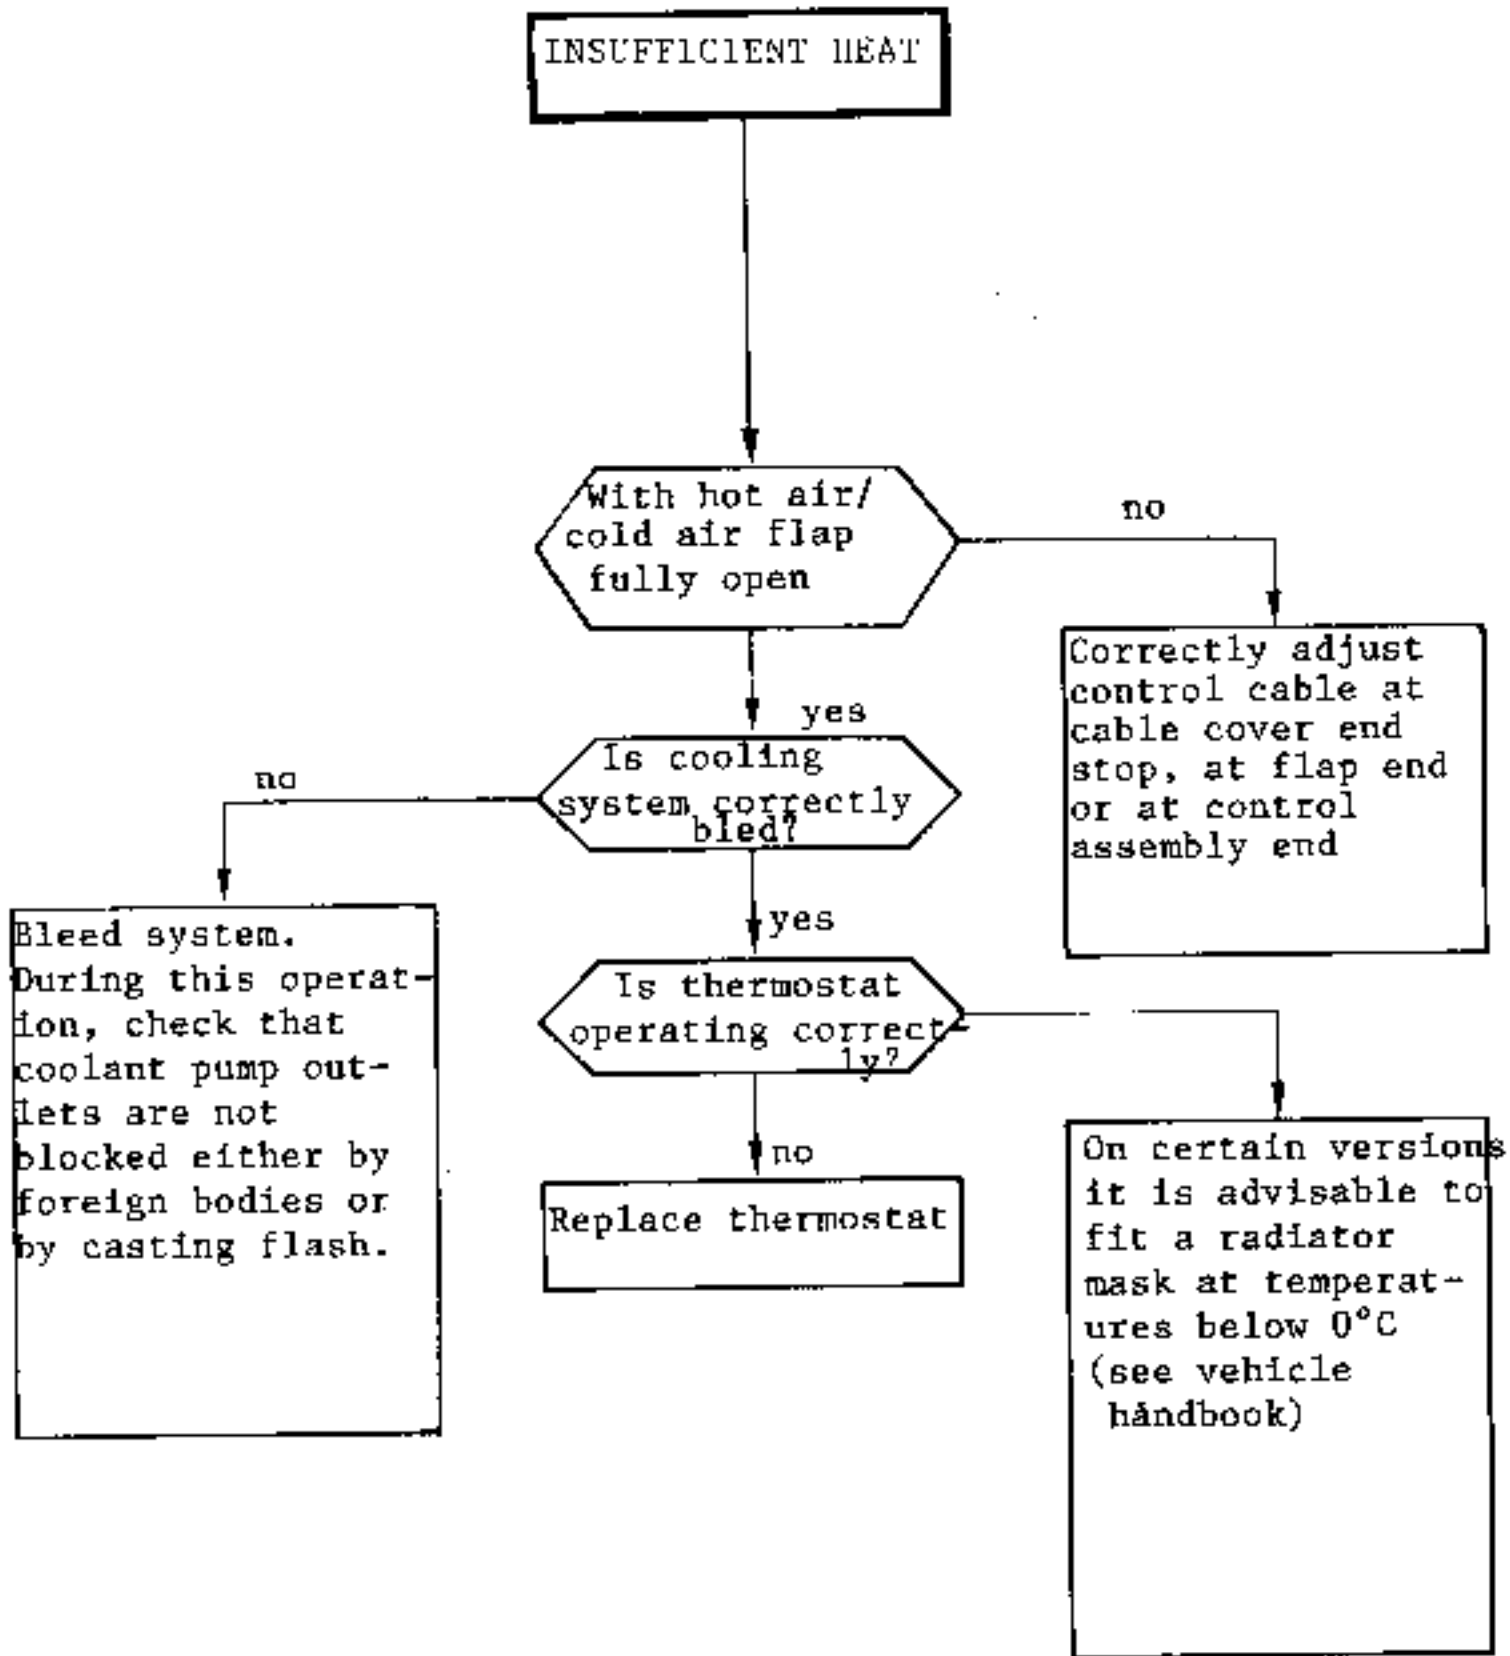 INSUFFICIENT HEAT
With hot air/
cold air flap
fully open
no
Correctly adjust
control cable at
cable cover end
stop, at flap end
or at control
assembly end
yes
Is cooling
system correctly
bled?
no
Bleed system.
During this operat-
ion, check that
coolant pump out-
lets are not
blocked either by
foreign bodies or
by casting flash.
yes
Is thermostat
operating correct-
ly?
no
Replace thermostat
On certain versions
it is advisable to
fit a radiator
mask at temperat-
ures below 0°C
(see vehicle
handbook)